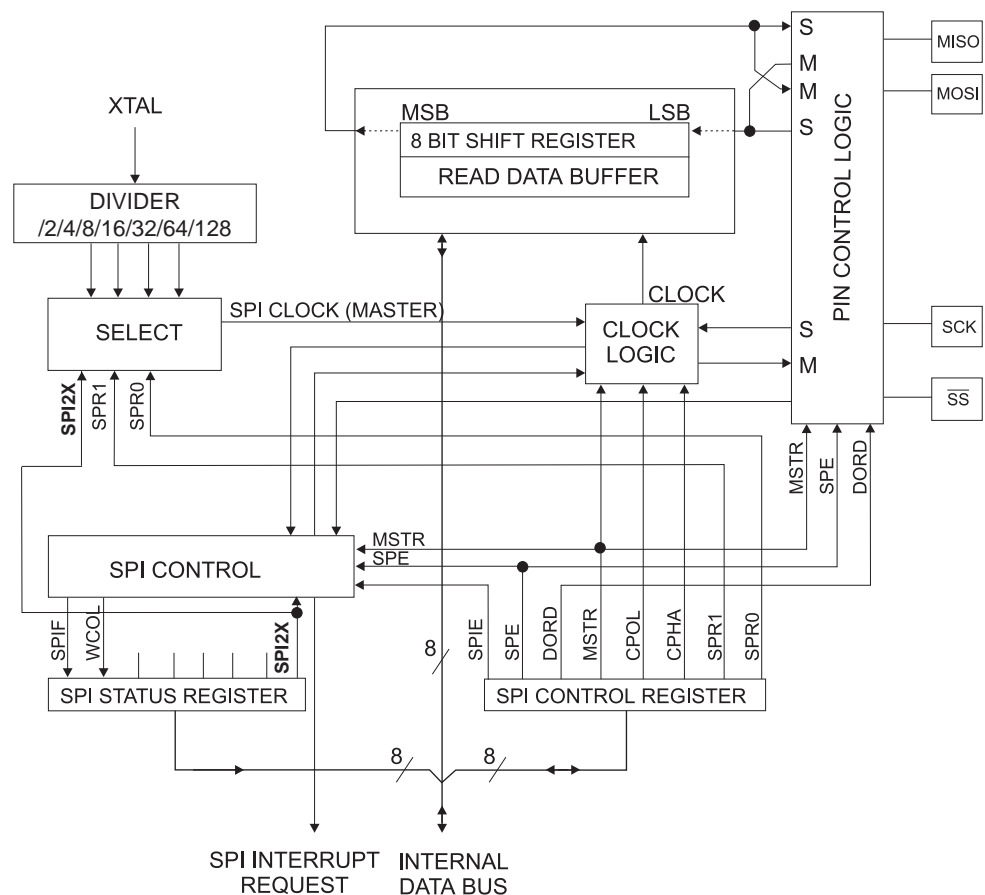 S
MISO
M
M
MOSI
XTAL
MSB
LSB
S
8 BIT SHIFT REGISTER
READ DATA BUFFER
DIVIDER
/2/4/8/16/32/64/128
PIN CONTROL LOGIC
CLOCK
SPI CLOCK (MASTER)
SELECT
CLOCK
LOGIC
S
SCK
M
SPI2X
SPR1
SPR0
SS
MSTR
SPE
DORD
MSTR
SPE
SPI CONTROL
SPIF
WCOL
SPI2X
8
SPIE
SPE
DORD
MSTR
CPOL
CPHA
SPR1
SPR0
SPI STATUS REGISTER
SPI CONTROL REGISTER
8
8
SPI INTERRUPT
REQUEST
INTERNAL
DATA BUS